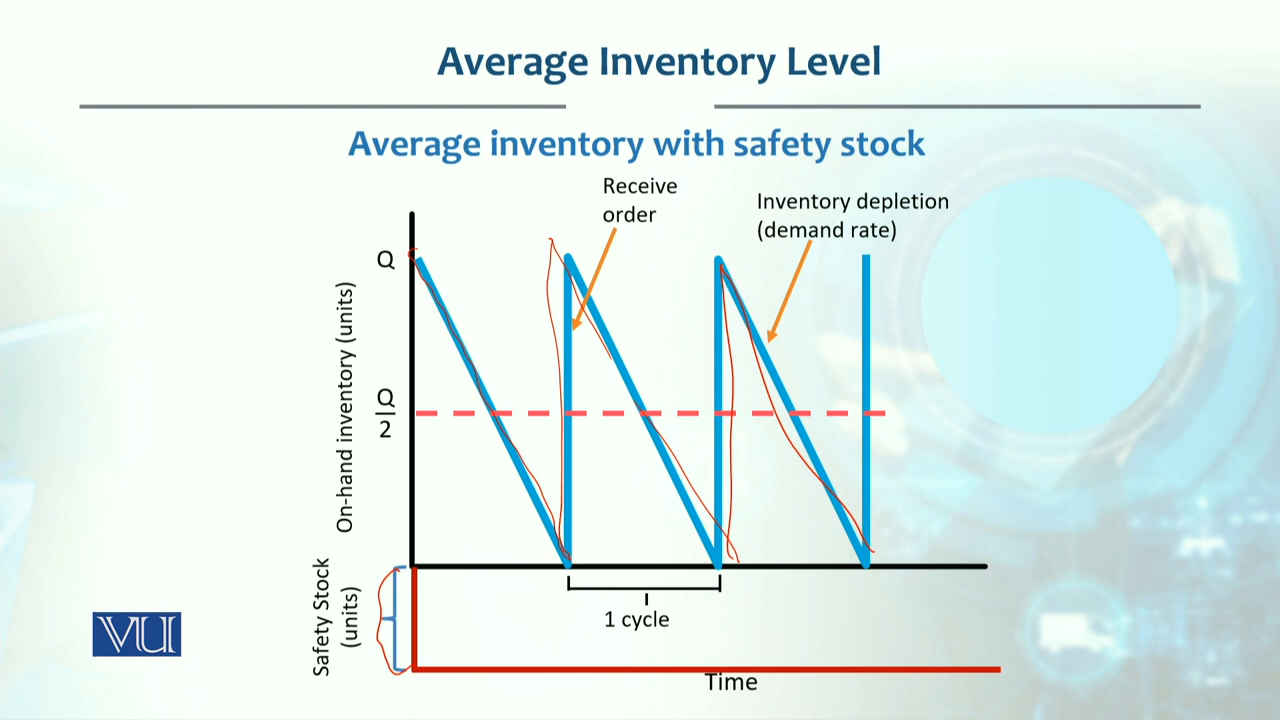 Average Inventory Level
Average inventory with safety stock
Receive
order
Inventory depletion
(demand rate)
Q
On-hand inventory (units)
Q
2
Safety Stock
(units)
1 cycle
VU
Time